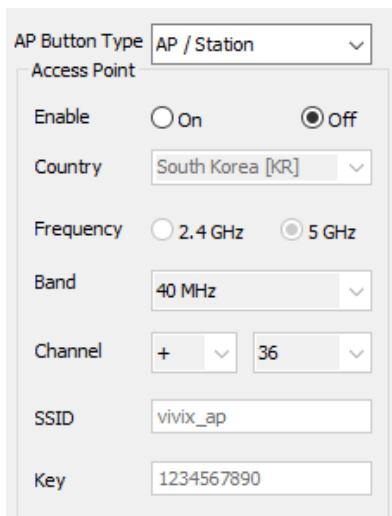 AP Button Type AP / Station
Access Point
Enable On Off
Country South Korea [KR]
Frequency 2.4 GHz 5 GHz
Band 40 MHz
Channel + 36
SSID vivix_ap
Key 1234567890